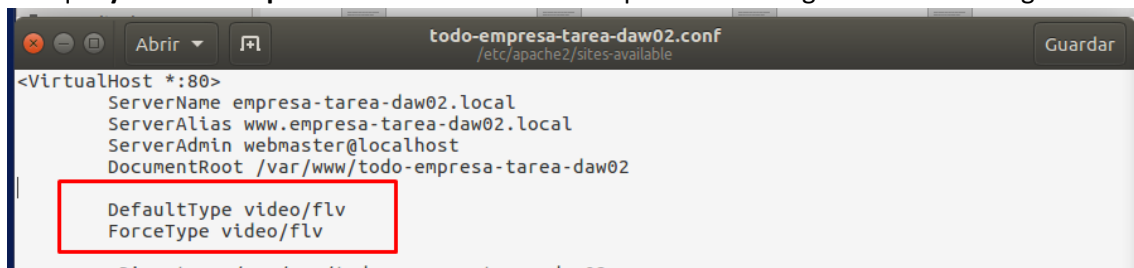 Abrir
todo-empresa-tarea-daw02.conf
/etc/apache2/sites-available
Guardar
<VirtualHost *:80>
ServerName empresa-tarea-daw02.local
ServerAlias www.empresa-tarea-daw02.local
ServerAdmin webmaster@localhost
DocumentRoot /var/www/todo-empresa-tarea-daw02
DefaultType video/flv
ForceType video/flv